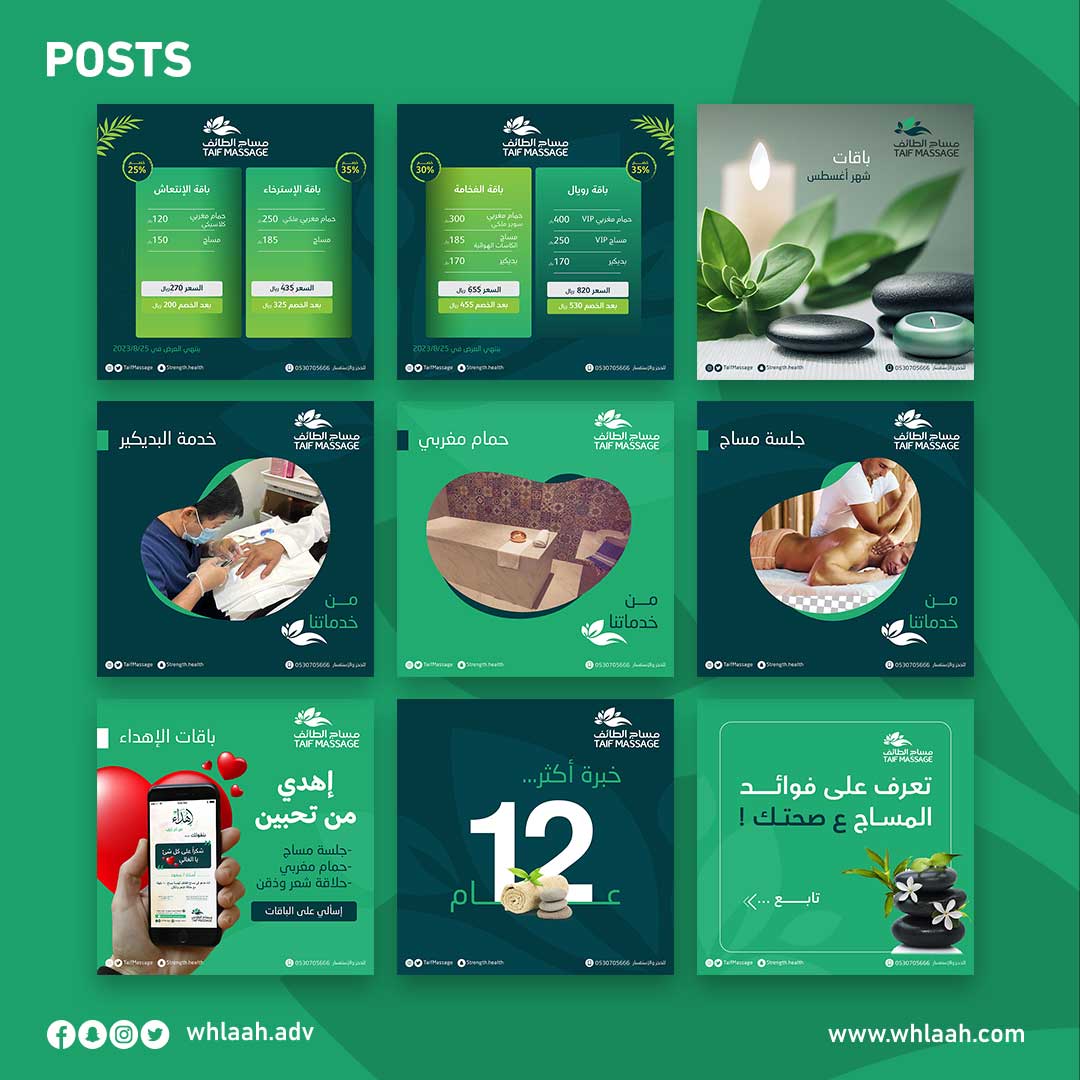 POSTS
مساج الطائف
TAIF MASSAGE
خصم
25%
خصم
35%
باقة الإنتعاش
باقة الإسترخاء
حمام مغربي كلاسيكي
120
حمام مغربي ملكي
250
مساج
150
مساج
185
السعر 270 ريال
السعر 435 ريال
بعد الخصم 200 ريال
بعد الخصم 325 ريال
ينتهي العرض في 2023/8/25
TaifMassage
Strength.health
للحجز والإستفسار 0530705666
مساج الطائف
TAIF MASSAGE
خصم
30%
خصم
35%
باقة الفخامة
باقة رويال
حمام مغربي سوبر ملكي
300
حمام مغربي VIP
400
مساج الكاسات الهوائية
185
مساج VIP
250
بديكير
170
بديكير
170
السعر 655 ريال
السعر 820 ريال
بعد الخصم 455 ريال
بعد الخصم 530 ريال
ينتهي العرض في 2023/8/25
TaifMassage
Strength.health
للحجز والإستفسار 0530705666
مساج الطائف
TAIF MASSAGE
باقات
شهر أغسطس
TaifMassage
Strength.health
للحجز والإستفسار 0530705666
خدمة البديكير
مساج الطائف
TAIF MASSAGE
من
خدماتنا
TaifMassage
Strength.health
للحجز والإستفسار 0530705666
حمام مغربي
مساج الطائف
TAIF MASSAGE
من
خدماتنا
TaifMassage
Strength.health
للحجز والإستفسار 0530705666
جلسة مساج
مساج الطائف
TAIF MASSAGE
من
خدماتنا
TaifMassage
Strength.health
للحجز والإستفسار 0530705666
باقات الإهداء
مساج الطائف
TAIF MASSAGE
إهدي
من تحبين
-جلسة مساج
-حمام مغربي
-حلاقة شعر وذقن
إسألي على الباقات
إهداء
شكراً على كل شئ
يا الغالي
TaifMassage
Strength.health
للحجز والإستفسار 0530705666
مساج الطائف
TAIF MASSAGE
خبرة أكثر...
12
عــــام
TaifMassage
Strength.health
للحجز والإستفسار 0530705666
مساج الطائف
TAIF MASSAGE
تعرف على فوائد
المساج ع صحتك !
تابع ...
TaifMassage
Strength.health
للحجز والإستفسار 0530705666
whlaah.adv
www.whlaah.com